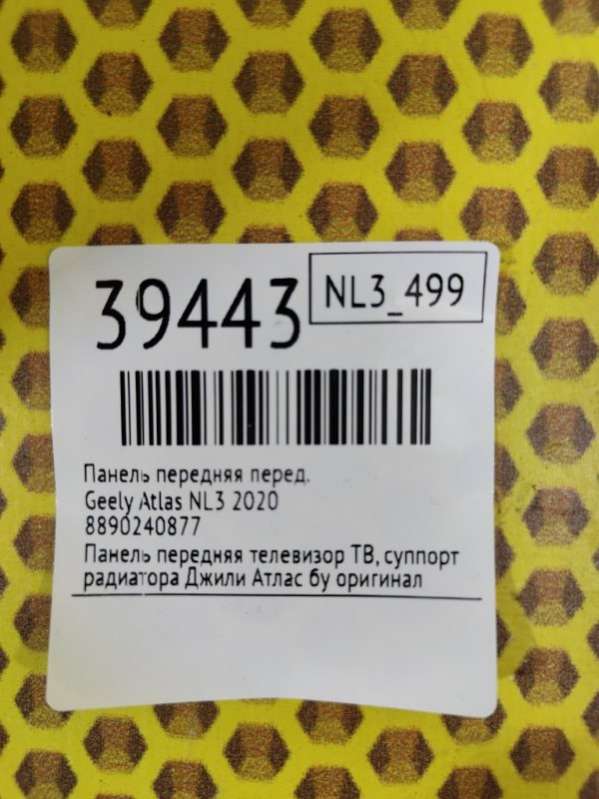 39443
NL3_499
Панель передняя перед.
Geely Atlas NL3 2020
8890240877
Панель передняя телевизор ТВ, суппорт
радиатора Джили Атлас бу оригинал